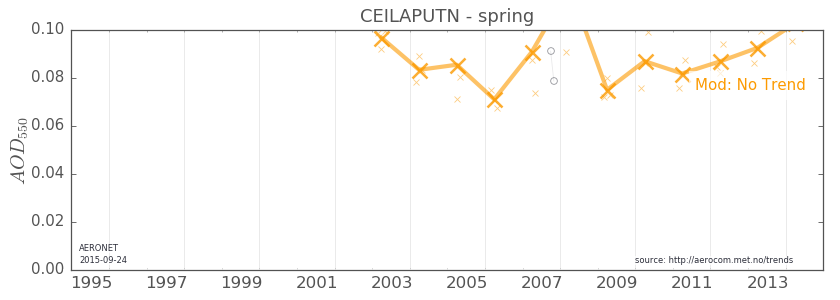 CEILAPUTN - spring
0.10
0.08
0.06
0.04
0.02
0.00
AOD550
Mod: No Trend
AERONET
2015-09-24
source: http://aerocom.met.no/trends
1995 1997 1999 2001 2003 2005 2007 2009 2011 2013